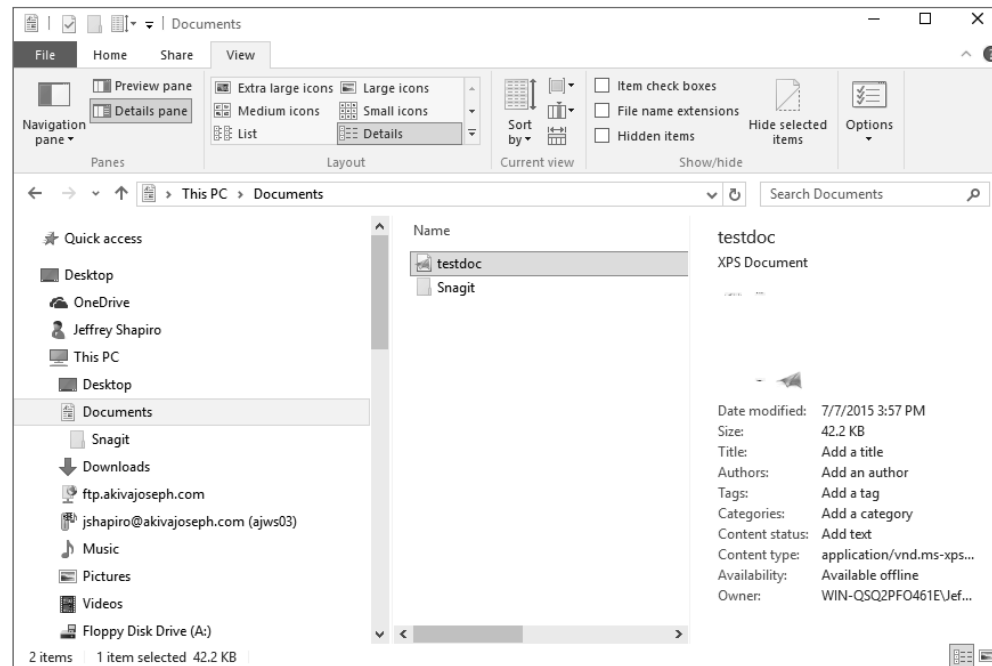 Documents
File Home Share View
Navigation pane
Preview pane
Details pane
Panes
Extra large icons Large icons
Medium icons Small icons
List Details
Layout
Sort by
Current view
Item check boxes
File name extensions
Hidden items
Hide selected items
Show/hide
Options
This PC > Documents
Search Documents
Quick access
Desktop
OneDrive
Jeffrey Shapiro
This PC
Desktop
Documents
Snagit
Downloads
ftp.akivajoseph.com
jshapiro@akivajoseph.com (ajws03)
Music
Pictures
Videos
Floppy Disk Drive (A:)
Name
testdoc
Snagit
testdoc
XPS Document
Date modified: 7/7/2015 3:57 PM
Size: 42.2 KB
Title: Add a title
Authors: Add an author
Tags: Add a tag
Categories: Add a category
Content status: Add text
Content type: application/vnd.ms-xps...
Availability: Available offline
Owner: WIN-QSQ2PFO461E\Jef...
2 items 1 item selected 42.2 KB